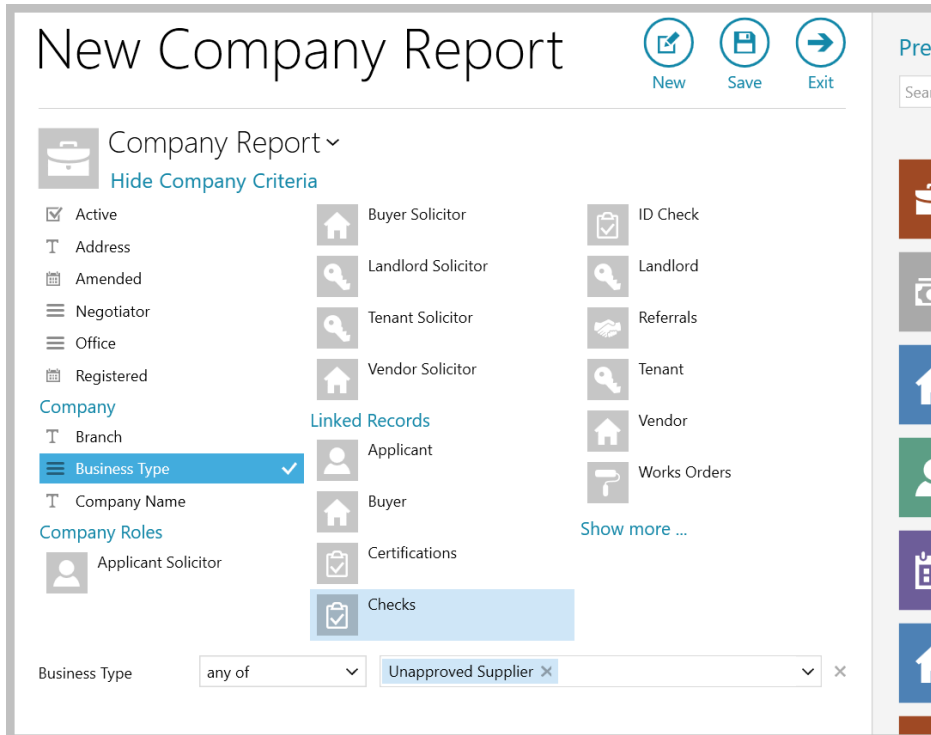 New Company Report
New
Save
Exit
Company Report
Hide Company Criteria
Active
Address
Amended
Negotiator
Office
Registered
Company
Branch
Business Type
Company Name
Company Roles
Applicant Solicitor
Buyer Solicitor
Landlord Solicitor
Tenant Solicitor
Vendor Solicitor
Linked Records
Applicant
Buyer
Certifications
Checks
ID Check
Landlord
Referrals
Tenant
Vendor
Works Orders
Show more ...
Business Type
any of
Unapproved Supplier
Pre
Sear